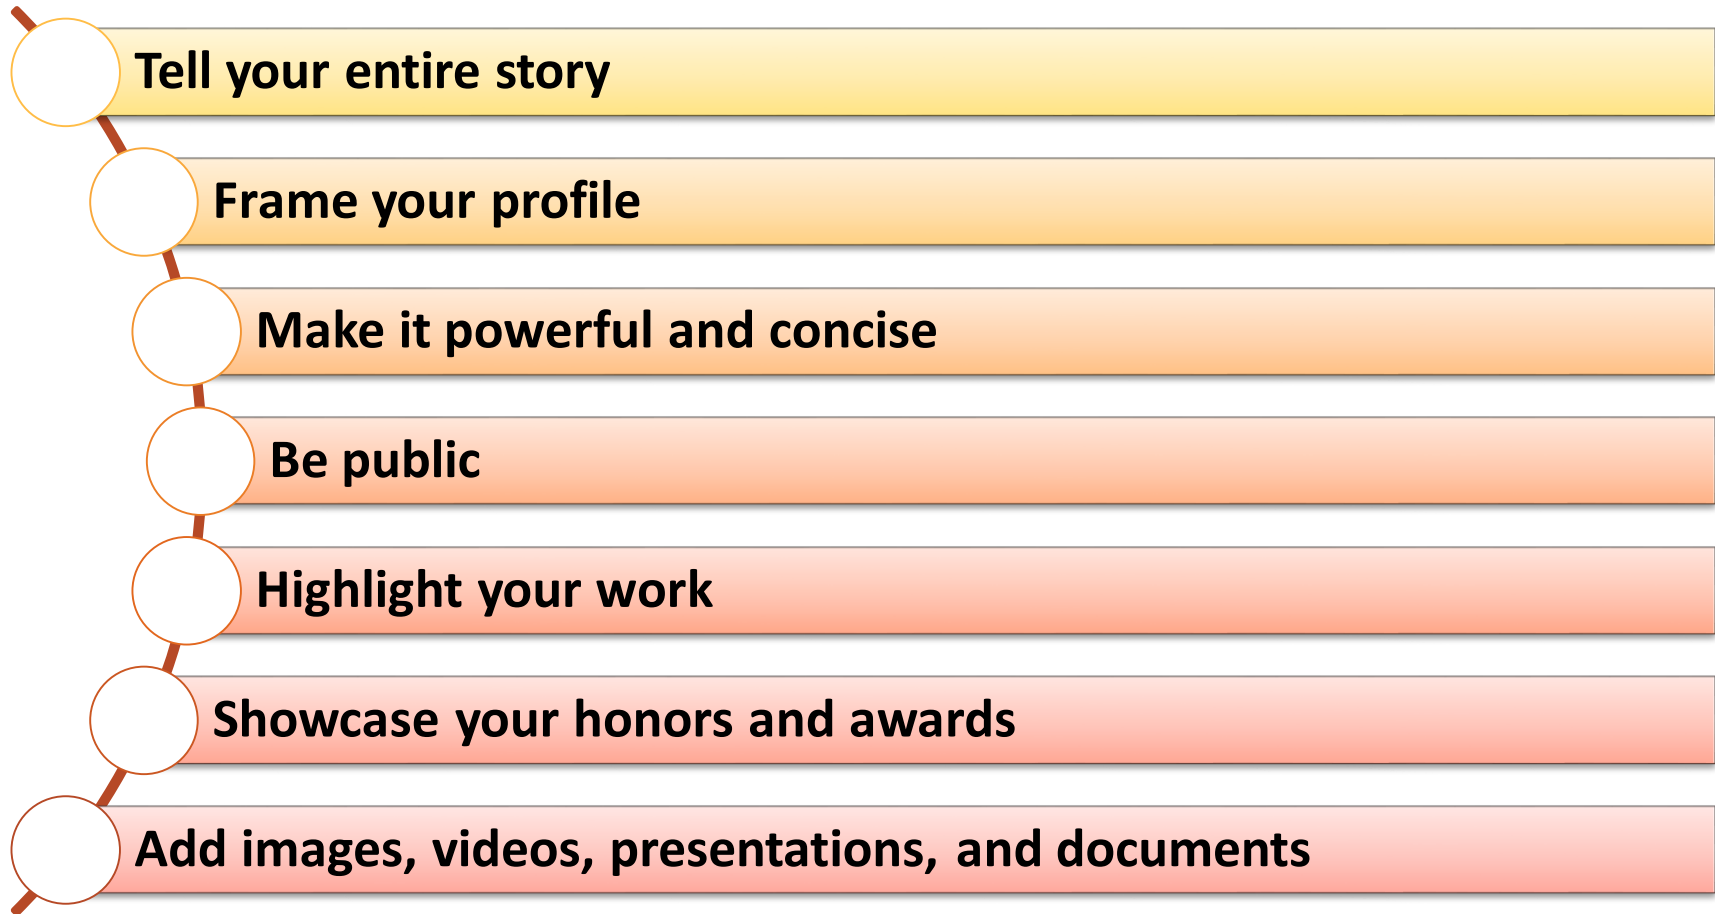 Tell your entire story
Frame your profile
Make it powerful and concise
Be public
Highlight your work
Showcase your honors and awards
Add images, videos, presentations, and documents